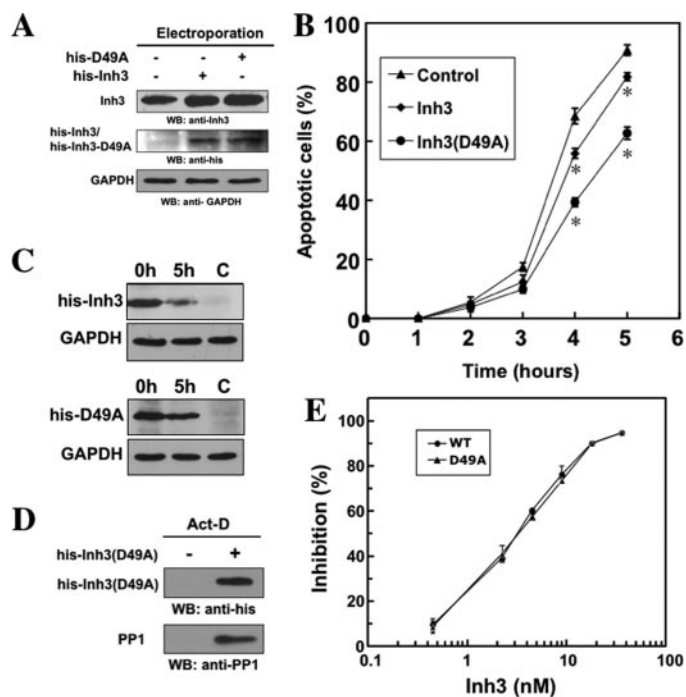 A
Electroporation
his-D49A - - +
his-Inh3 - + -
Inh3
WB: anti-Inh3
his-Inh3/
his-Inh3-D49A
WB: anti-his
GAPDH
WB: anti- GAPDH
B
Apoptotic cells (%)
100
80
60
40
20
0
Control
Inh3
Inh3(D49A)
*
*
*
*
0 1 2 3 4 5 6
Time (hours)
C
0h 5h C
his-Inh3
GAPDH
0h 5h C
his-D49A
GAPDH
D
Act-D
his-Inh3(D49A) - +
his-Inh3(D49A)
WB: anti-his
PP1
WB: anti-PP1
E
Inhibition (%)
100
80
60
40
20
0
WT
D49A
0.1 1 10 100
Inh3 (nM)